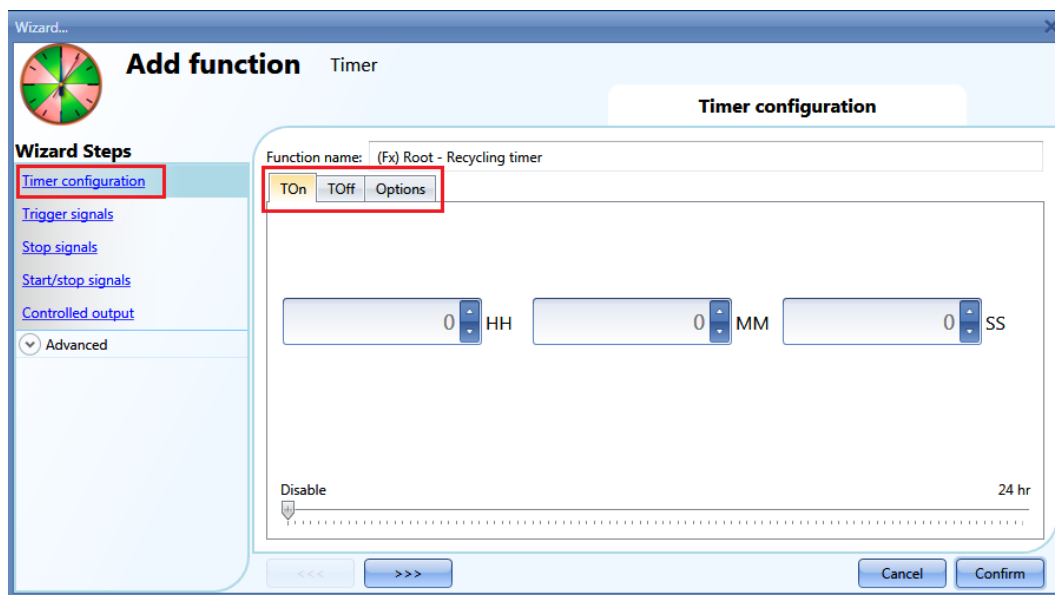 Wizard...
Add function Timer
Timer configuration
Wizard Steps
Timer configuration
Trigger signals
Stop signals
Start/stop signals
Controlled output
Advanced
Function name: (Fx) Root - Recycling timer
TOn TOff Options
0 HH 0 MM 0 SS
Disable 24 hr
<<< >>> Cancel Confirm